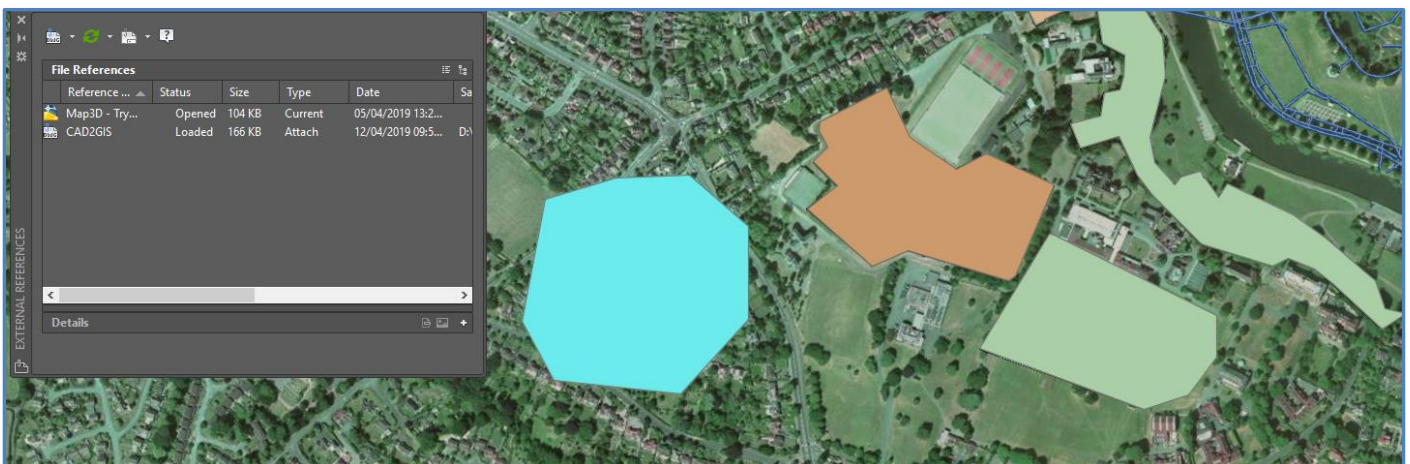 File References
Reference ... Status Size Type Date Sa
Map3D - Try... Opened 104 KB Current 05/04/2019 13:2...
CAD2GIS Loaded 166 KB Attach 12/04/2019 09:5... D:\
Details
EXTERNAL REFERENCES